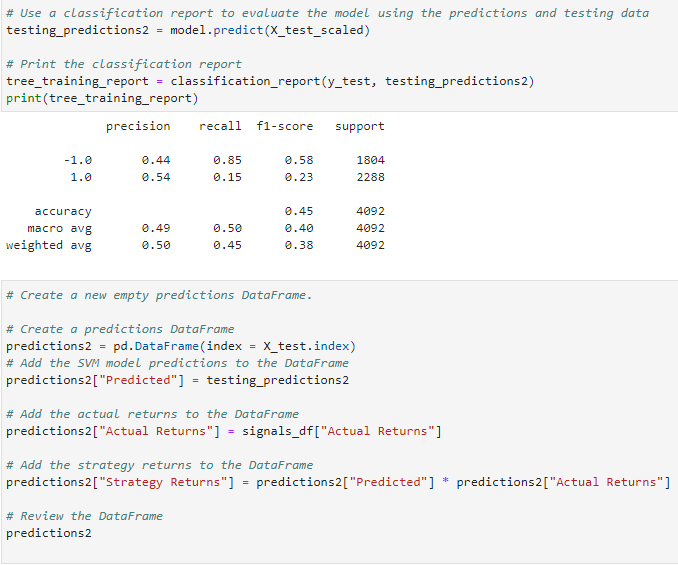 # Use a classification report to evaluate the model using the predictions and testing data
testing_predictions2 = model.predict(X_test_scaled)
# Print the classification report
tree_training_report = classification_report(y_test, testing_predictions2)
print(tree_training_report)
precision recall f1-score support
-1.0 0.44 0.85 0.58 1804
1.0 0.54 0.15 0.23 2288
accuracy 0.45 4092
macro avg 0.49 0.50 0.40 4092
weighted avg 0.50 0.45 0.38 4092
# Create a new empty predictions DataFrame.
# Create a predictions DataFrame
predictions2 = pd.DataFrame(index = X_test.index)
# Add the SVM model predictions to the DataFrame
predictions2["Predicted"] = testing_predictions2
# Add the actual returns to the DataFrame
predictions2["Actual Returns"] = signals_df["Actual Returns"]
# Add the strategy returns to the DataFrame
predictions2["Strategy Returns"] = predictions2["Predicted"] * predictions2["Actual Returns"]
# Review the DataFrame
predictions2